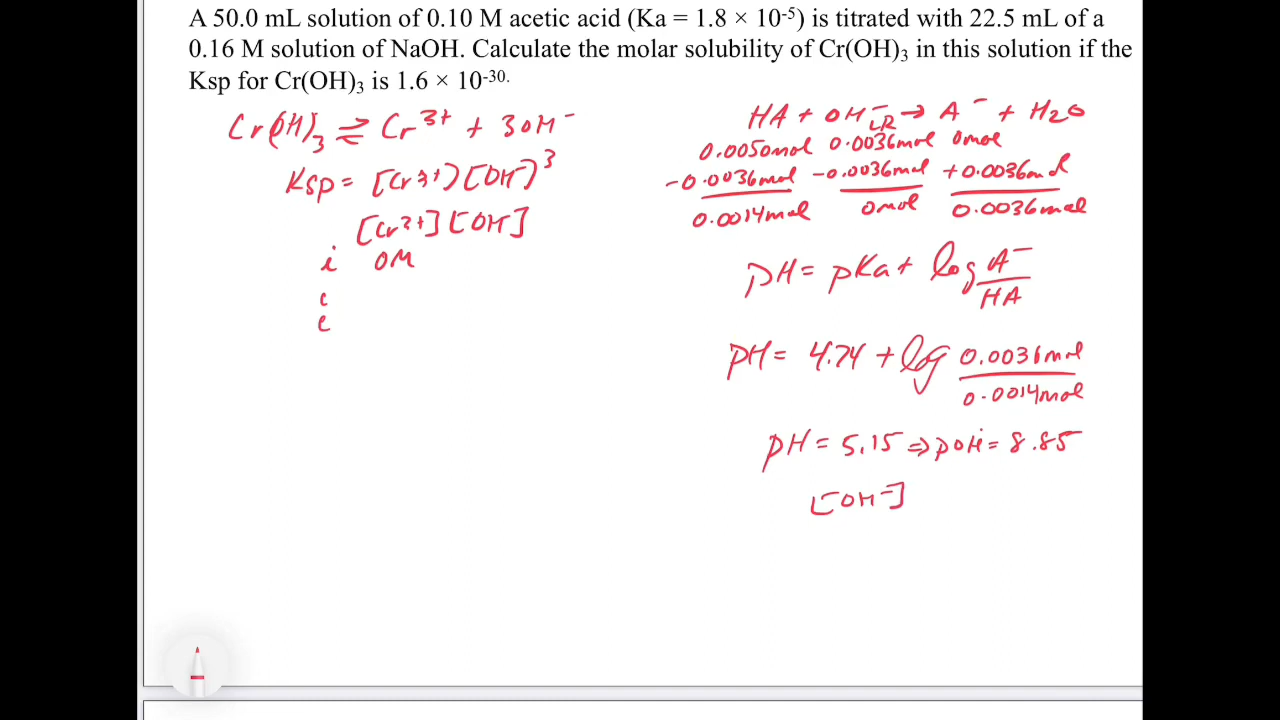 A 50.0 mL solution of 0.10 M acetic acid (Ka = 1.8 × 10⁻⁵) is titrated with 22.5 mL of a
0.16 M solution of NaOH. Calculate the molar solubility of Cr(OH)₃ in this solution if the
Ksp for Cr(OH)₃ is 1.6 × 10⁻³⁰.
Cr(OH)₃ ⇌ Cr³⁺ + 3OH⁻
Ksp = [Cr³⁺][OH⁻]³
[Cr³⁺][OH⁻]
i 0M
c
e
HA + OH⁻ → A⁻ + H₂O
LR
0.0050mol 0.0036mol 0mol
-0.0036mol -0.0036mol +0.0036mol
0.0014mol 0mol 0.0036mol
pH = pKa + log A⁻
HA
pH = 4.74 + log 0.0036mol
0.0014mol
pH = 5.15 ⇒ pOH = 8.85
[OH⁻]